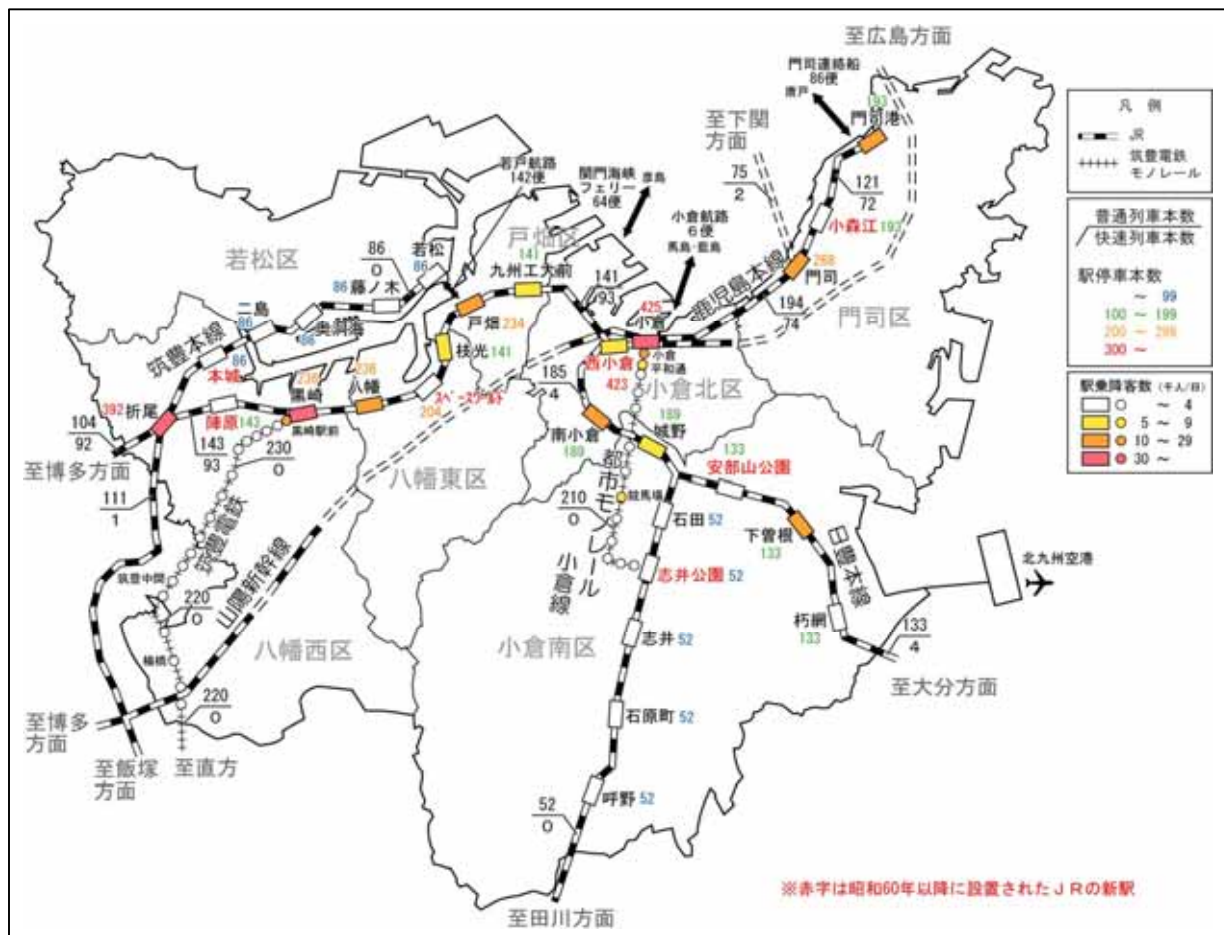 至広島方面
門司連絡船
86便
唐戸
193
門司港
至下関
方面
75
2
121
72
小森江 193
268
門司
194
74
門司区
鹿児島本線
若戸航路
142便
関門海峡
フェリー
64便
彦島
小倉航路
6便
馬島・藍島
戸畑区
141
九州工大前
141
93
425
小倉
西小倉
423
小倉
平和通
小倉北区
若松区
86
0
若松
86
86 藤ノ木
二島
86
奥洞海
86
筑豊本線
86
本城
戸畑 234
枝光 141
スペースワールド
204
236
八幡
236
黒崎
黒崎駅前
392 折尾
陣原 143
143
93
104
92
至博多方面
111
1
230
0
筑豊電鉄
筑豊中間
220
0
楠橋
220
0
至直方
至博多
方面
至飯塚
方面
山陽新幹線
八幡東区
八幡西区
185
4
南小倉
189
189
城野
133
安部山公園
都市モノレール
小倉線
競馬場
210
0
石田 52
志井公園 52
志井 52
石原町 52
呼野 52
52
0
至田川方面
小倉南区
下曽根
133
日豊本線
朽網
133
133
4
至大分方面
北九州空港
凡 例
JR
筑豊電鉄
モノレール
普通列車本数
快速列車本数
駅停車本数
～ 99
100 ～ 199
200 ～ 299
300 ～
駅乗降客数 (千人/日)
～ 4
5 ～ 9
10 ～ 29
30 ～
※赤字は昭和60年以降に設置されたJRの新駅